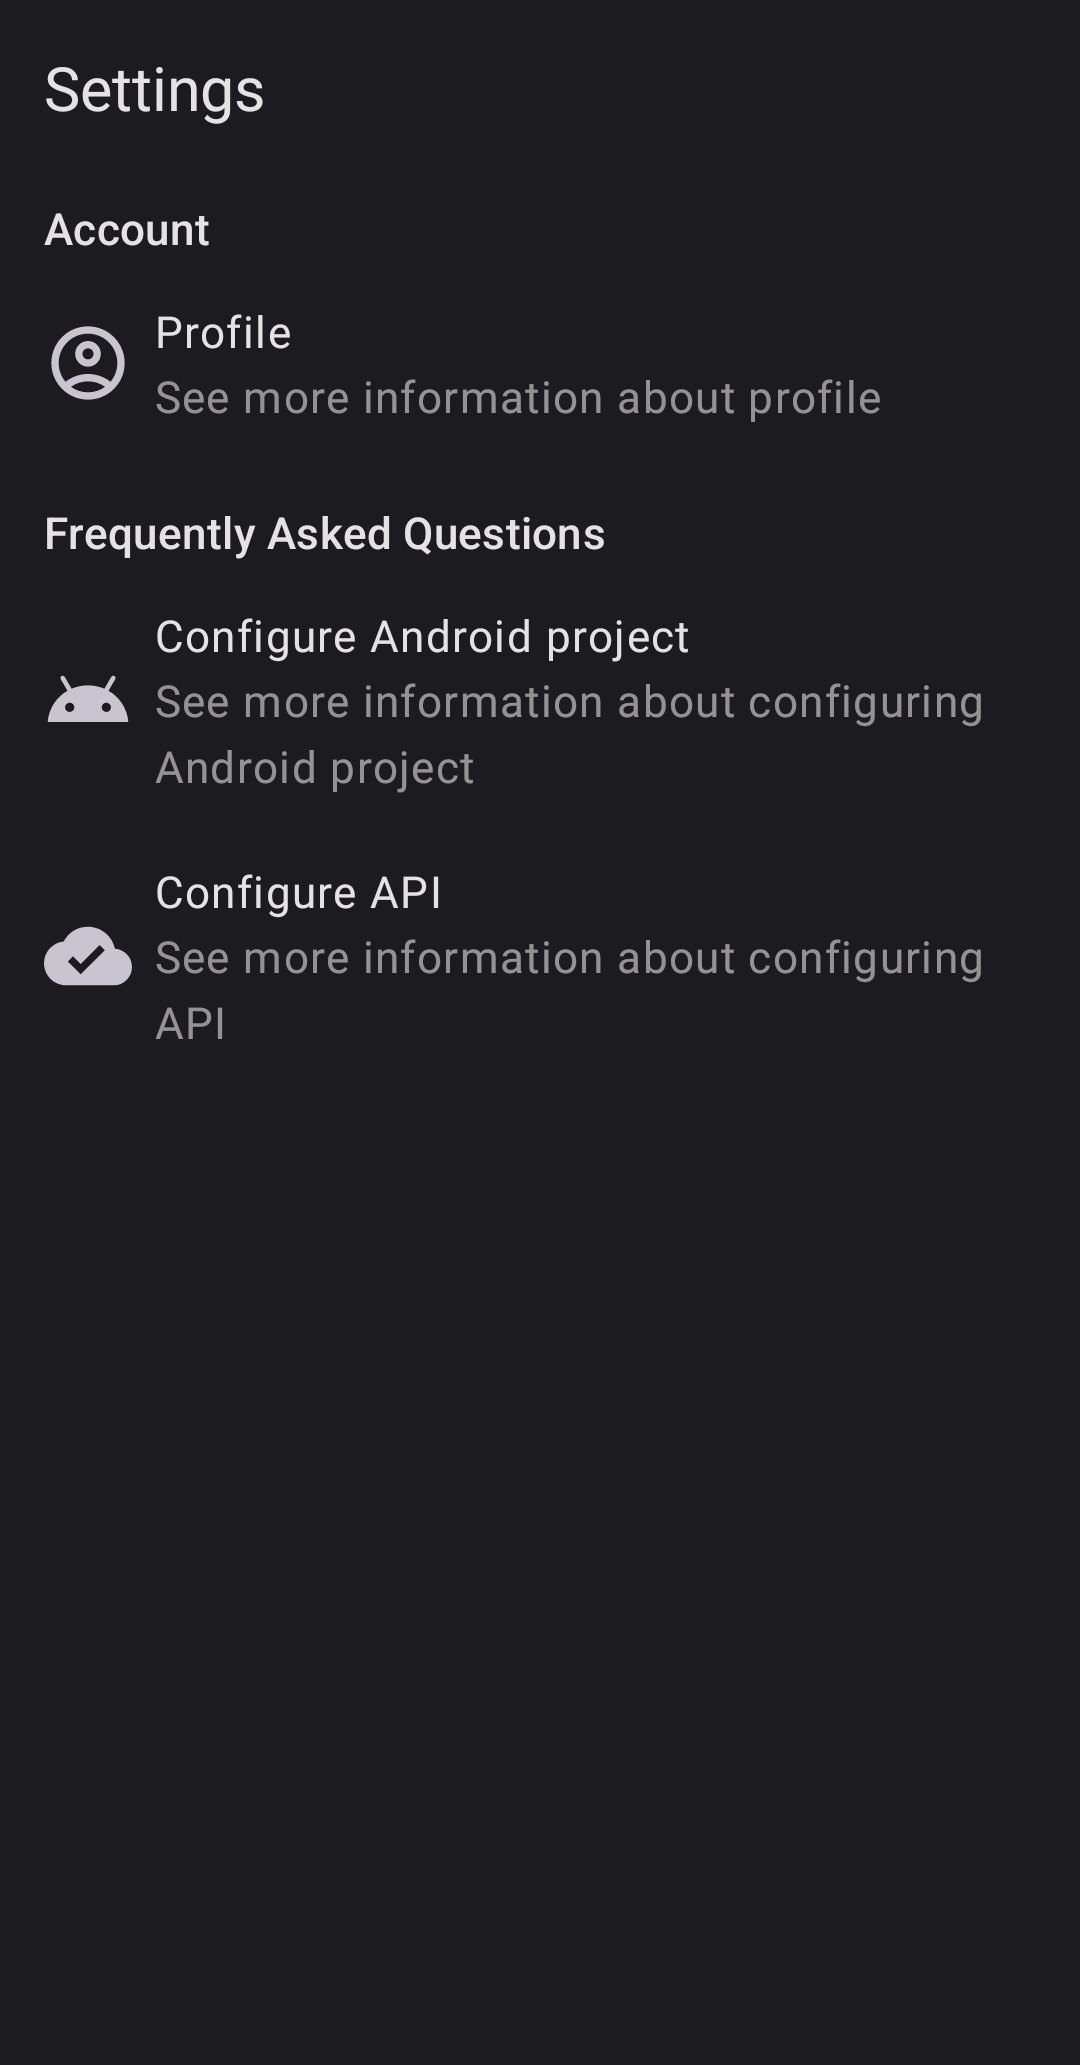 Settings
Account
Profile
See more information about profile
Frequently Asked Questions
Configure Android project
See more information about configuring
Android project
Configure API
See more information about configuring
API